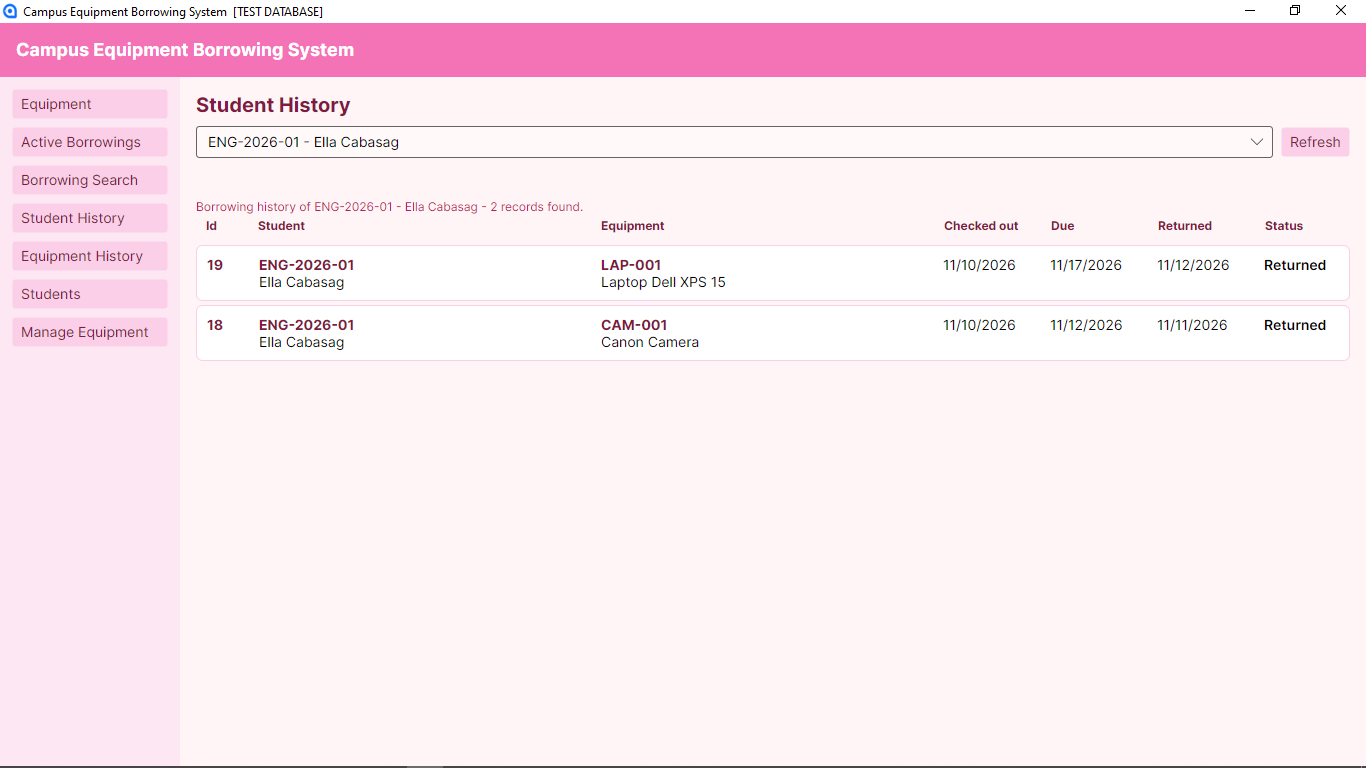 Campus Equipment Borrowing System [TEST DATABASE]
Campus Equipment Borrowing System
Equipment
Active Borrowings
Borrowing Search
Student History
Equipment History
Students
Manage Equipment
Student History
ENG-2026-01 - Ella Cabasag
Refresh
Borrowing history of ENG-2026-01 - Ella Cabasag - 2 records found.
Id Student Equipment Checked out Due Returned Status
19 ENG-2026-01 LAP-001 11/10/2026 11/17/2026 11/12/2026 Returned
Ella Cabasag Laptop Dell XPS 15
18 ENG-2026-01 CAM-001 11/10/2026 11/12/2026 11/11/2026 Returned
Ella Cabasag Canon Camera